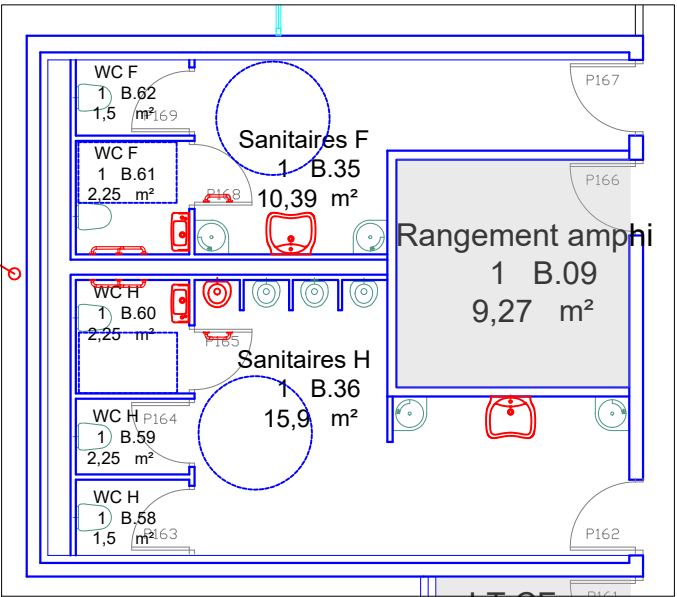 WC F
1 B.62
1,5 m²
P169
P167
WC F
1 B.61
2,25 m²
P168
Sanitaires F
1 B.35
10,39 m²
P166
Rangement amphi
1 B.09
9,27 m²
WC H
1 B.60
2,25 m²
P165
Sanitaires H
1 B.36
15,9 m²
WC H
1 B.59
2,25 m²
P164
WC H
1 B.58
1,5 m²
P163
P162
P161